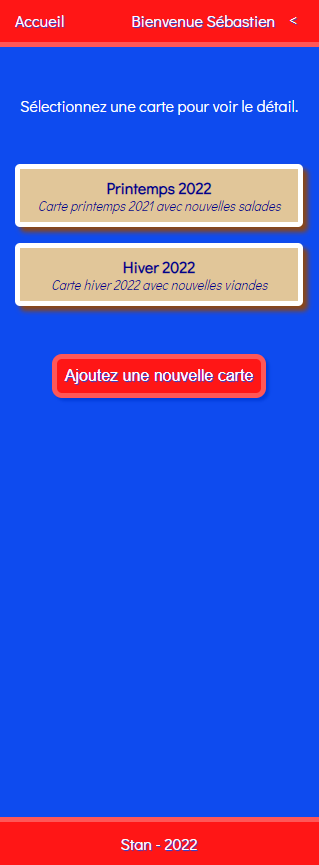 Accueil Bienvenue Sébastien <
Sélectionnez une carte pour voir le détail.
Printemps 2022
Carte printemps 2021 avec nouvelles salades
Hiver 2022
Carte hiver 2022 avec nouvelles viandes
Ajoutez une nouvelle carte
Stan - 2022